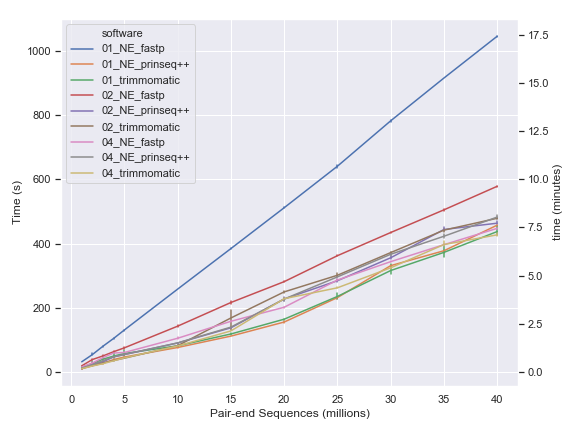 software
01_NE_fastp
01_NE_prinseq++
01_trimmomatic
02_NE_fastp
02_NE_prinseq++
02_trimmomatic
04_NE_fastp
04_NE_prinseq++
04_trimmomatic
Time (s)
1000
800
600
400
200
0
0 5 10 15 20 25 30 35 40
Pair-end Sequences (millions)
17.5
15.0
12.5
10.0
7.5
5.0
2.5
0.0
time (minutes)